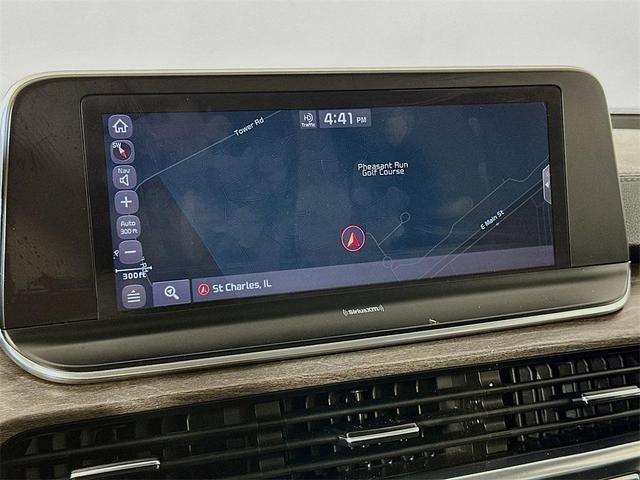 4:41 PM
Traffic
Tower Rd
SW
Nav
Pheasant Run
Golf Course
+
Auto
300 ft
E Main St
−
300ft
St Charles, IL
((SiriusXM))